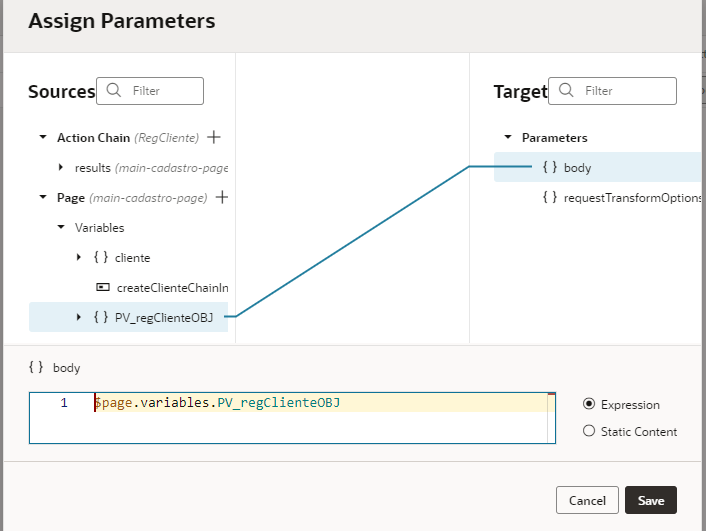 Assign Parameters
Sources
Filter
Target
Filter
Action Chain (RegCliente)
results (main-cadastro-page
Page (main-cadastro-page)
Variables
{ } cliente
createClienteChainIn
{ } PV_regClienteOBJ
Parameters
{ } body
{ } requestTransformOptions
{ } body
1 $page.variables.PV_regClienteOBJ
Expression
Static Content
Cancel
Save